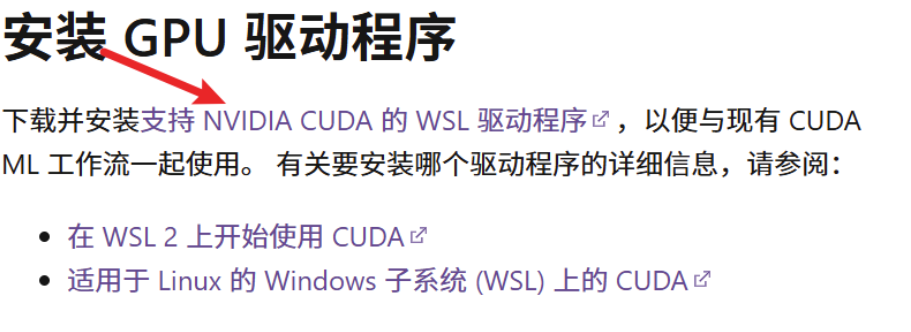 安装 GPU 驱动程序
下载并安装支持 NVIDIA CUDA 的 WSL 驱动程序，以便与现有 CUDA
ML 工作流一起使用。 有关要安装哪个驱动程序的详细信息，请参阅：
在 WSL 2 上开始使用 CUDA
适用于 Linux 的 Windows 子系统 (WSL) 上的 CUDA